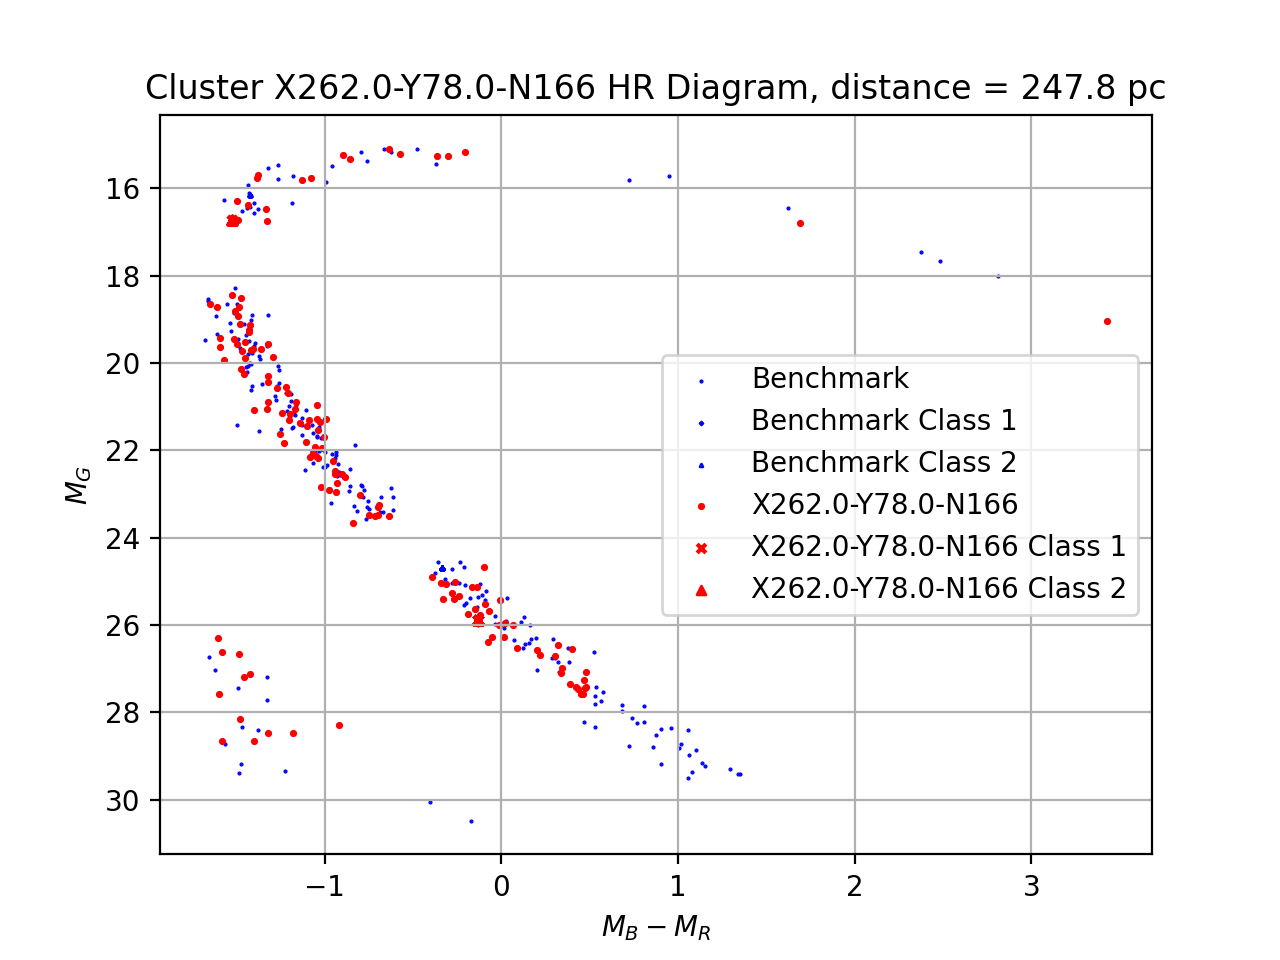 Cluster X262.0-Y78.0-N166 HR Diagram, distance = 247.8 pc
16
18
20
22
24
26
28
30
M_G
Benchmark
Benchmark Class 1
Benchmark Class 2
X262.0-Y78.0-N166
X262.0-Y78.0-N166 Class 1
X262.0-Y78.0-N166 Class 2
−1 0 1 2 3
M_B − M_R